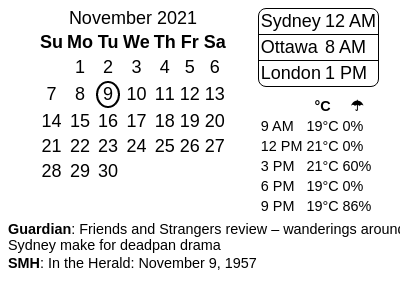 November 2021
Su Mo Tu We Th Fr Sa
1 2 3 4 5 6
7 8 9 10 11 12 13
14 15 16 17 18 19 20
21 22 23 24 25 26 27
28 29 30
Sydney 12 AM
Ottawa 8 AM
London 1 PM
°C ☂
9 AM 19°C 0%
12 PM 21°C 0%
3 PM 21°C 60%
6 PM 19°C 0%
9 PM 19°C 86%
Guardian: Friends and Strangers review – wanderings around
Sydney make for deadpan drama
SMH: In the Herald: November 9, 1957